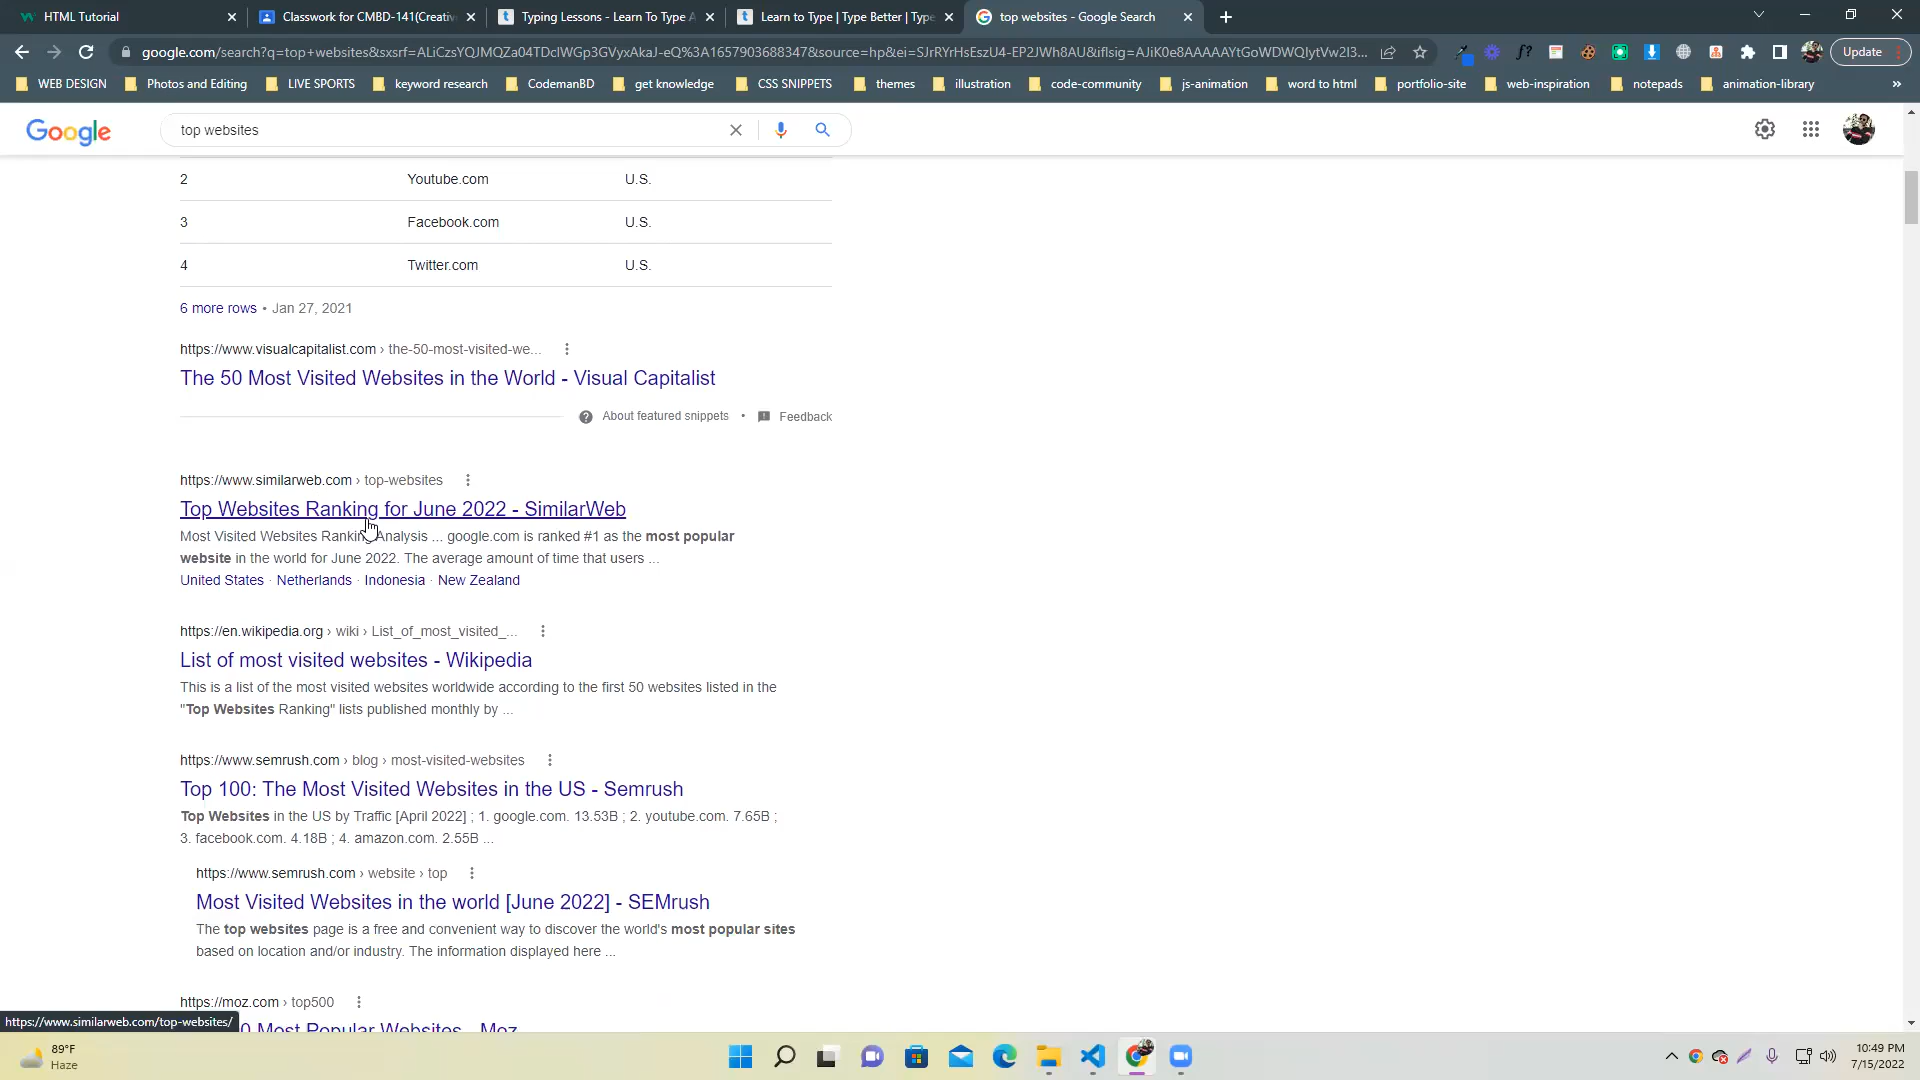 HTML Tutorial
Classwork for CMBD-141(Creativ
Typing Lessons - Learn To Type A
Learn to Type | Type Better | Type
top websites - Google Search
google.com/search?q=top+websites&sxsrf=ALiCzsYQJMQZa04TDclWGp3GVyxAkaJ-eQ%3A1657903688347&source=hp&ei=SJrRYrHsEszU4-EP2JWh8AU&iflsig=AJiK0e8AAAAAYtGoWDWQIytVw2I3...
Update
WEB DESIGN
Photos and Editing
LIVE SPORTS
keyword research
CodemanBD
get knowledge
CSS SNIPPETS
themes
illustration
code-community
js-animation
word to html
portfolio-site
web-inspiration
notepads
animation-library
»
Google
top websites
2 Youtube.com U.S.
3 Facebook.com U.S.
4 Twitter.com U.S.
6 more rows • Jan 27, 2021
https://www.visualcapitalist.com › the-50-most-visited-we...
The 50 Most Visited Websites in the World - Visual Capitalist
About featured snippets • Feedback
https://www.similarweb.com › top-websites
Top Websites Ranking for June 2022 - SimilarWeb
Most Visited Websites Ranking Analysis ... google.com is ranked #1 as the most popular
website in the world for June 2022. The average amount of time that users ...
United States · Netherlands · Indonesia · New Zealand
https://en.wikipedia.org › wiki › List_of_most_visited_...
List of most visited websites - Wikipedia
This is a list of the most visited websites worldwide according to the first 50 websites listed in the
"Top Websites Ranking" lists published monthly by ...
https://www.semrush.com › blog › most-visited-websites
Top 100: The Most Visited Websites in the US - Semrush
Top Websites in the US by Traffic [April 2022] ; 1. google.com. 13.53B ; 2. youtube.com. 7.65B ;
3. facebook.com. 4.18B ; 4. amazon.com. 2.55B ...
https://www.semrush.com › website › top
Most Visited Websites in the world [June 2022] - SEMrush
The top websites page is a free and convenient way to discover the world's most popular sites
based on location and/or industry. The information displayed here ...
https://moz.com › top500
0 Most Popular Websites - Moz
https://www.similarweb.com/top-websites/
89°F
Haze
10:49 PM
7/15/2022